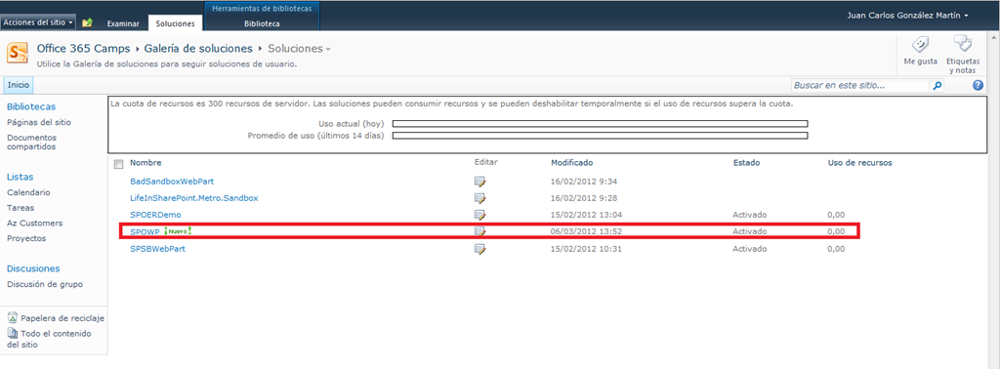 Herramientas de bibliotecas
Acciones del sitio
Examinar
Soluciones
Biblioteca
Juan Carlos González Martín
Office 365 Camps
Galería de soluciones
Soluciones
Utilice la Galería de soluciones para seguir soluciones de usuario.
Me gusta
Etiquetas
y notas
Inicio
Buscar en este sitio...
Bibliotecas
Páginas del sitio
Documentos
compartidos
Listas
Calendario
Tareas
Az Customers
Proyectos
Discusiones
Discusión de grupo
Papelera de reciclaje
Todo el contenido
del sitio
La cuota de recursos es 300 recursos de servidor. Las soluciones pueden consumir recursos y se pueden deshabilitar temporalmente si el uso de recursos supera la cuota.
Uso actual (hoy)
Promedio de uso (últimos 14 días)
Nombre Editar Modificado Estado Uso de recursos
BadSandboxWebPart 16/02/2012 9:34
LifeInSharePoint.Metro.Sandbox 16/02/2012 9:28
SPOERDemo 15/02/2012 13:04 Activado 0,00
SPOWP ¡Nuevo! 06/03/2012 13:52 Activado 0,00
SPSBWebPart 15/02/2012 10:31 Activado 0,00